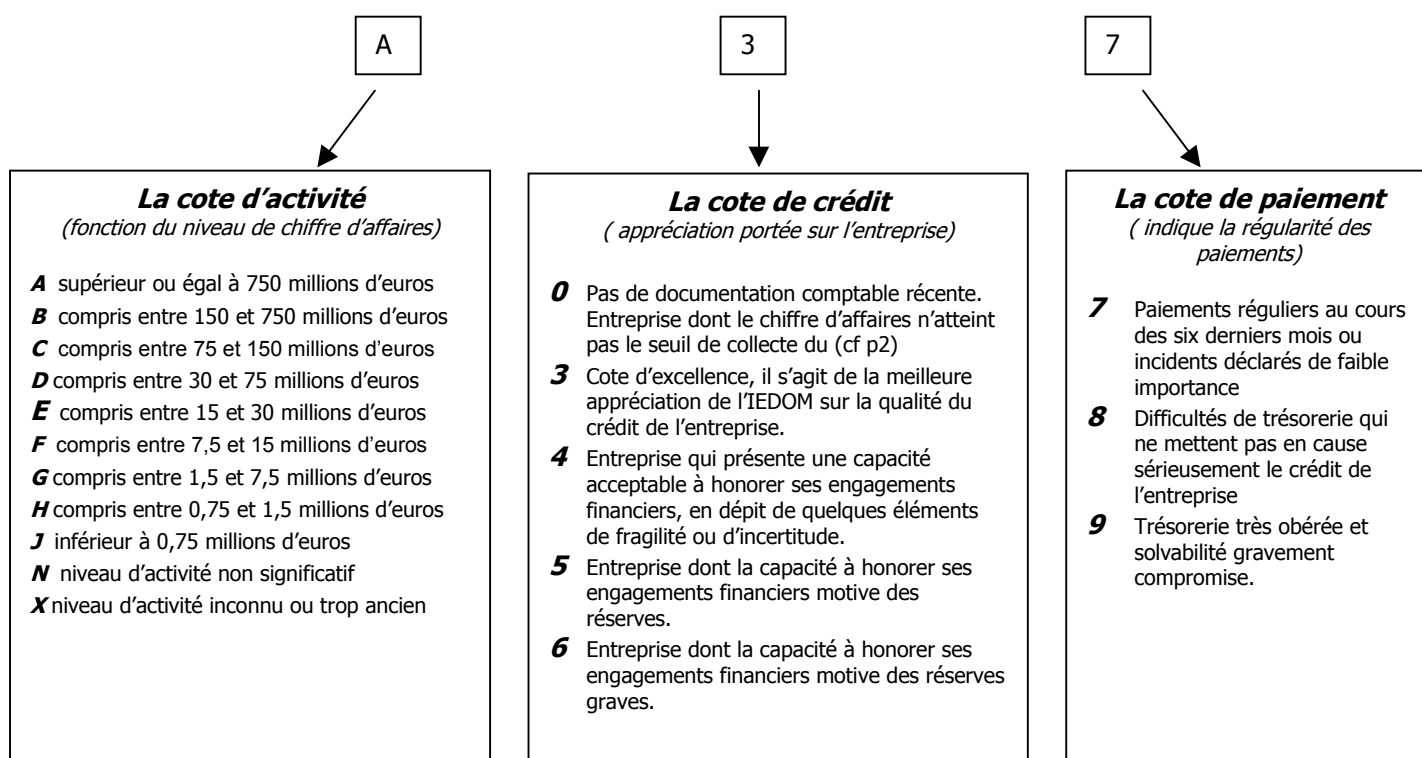 A
3
7
La cote d’activité
(fonction du niveau de chiffre d’affaires)
A supérieur ou égal à 750 millions d’euros
B compris entre 150 et 750 millions d’euros
C compris entre 75 et 150 millions d’euros
D compris entre 30 et 75 millions d’euros
E compris entre 15 et 30 millions d’euros
F compris entre 7,5 et 15 millions d’euros
G compris entre 1,5 et 7,5 millions d’euros
H compris entre 0,75 et 1,5 millions d’euros
J inférieur à 0,75 millions d’euros
N niveau d’activité non significatif
X niveau d’activité inconnu ou trop ancien
La cote de crédit
( appréciation portée sur l’entreprise)
0 Pas de documentation comptable récente.
Entreprise dont le chiffre d’affaires n’atteint
pas le seuil de collecte du (cf p2)
3 Cote d’excellence, il s’agit de la meilleure
appréciation de l’IEDOM sur la qualité du
crédit de l’entreprise.
4 Entreprise qui présente une capacité
acceptable à honorer ses engagements
financiers, en dépit de quelques éléments
de fragilité ou d’incertitude.
5 Entreprise dont la capacité à honorer ses
engagements financiers motive des
réserves.
6 Entreprise dont la capacité à honorer ses
engagements financiers motive des réserves
graves.
La cote de paiement
( indique la régularité des
paiements)
7 Paiements réguliers au cours
des six derniers mois ou
incidents déclarés de faible
importance
8 Difficultés de trésorerie qui
ne mettent pas en cause
sérieusement le crédit de
l’entreprise
9 Trésorerie très obérée et
solvabilité gravement
compromise.